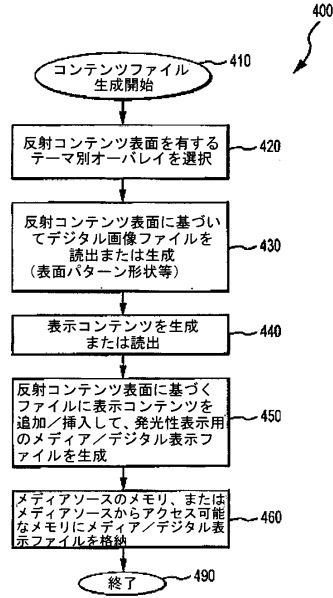 400
コンテンツファイル
生成開始
410
反射コンテンツ表面を有する
テーマ別オーバレイを選択
420
反射コンテンツ表面に基づい
てデジタル画像ファイルを
読出または生成
(表面パターン形状等)
430
表示コンテンツを生成
または読出
440
反射コンテンツ表面に基づく
ファイルに表示コンテンツを
追加/挿入して、発光性表示用
のメディア/デジタル表示フ
ァイルを生成
450
メディアソースのメモリ、または
メディアソースからアクセス可能
なメモリにメディア/デジタル表
示ファイルを格納
460
終了
490